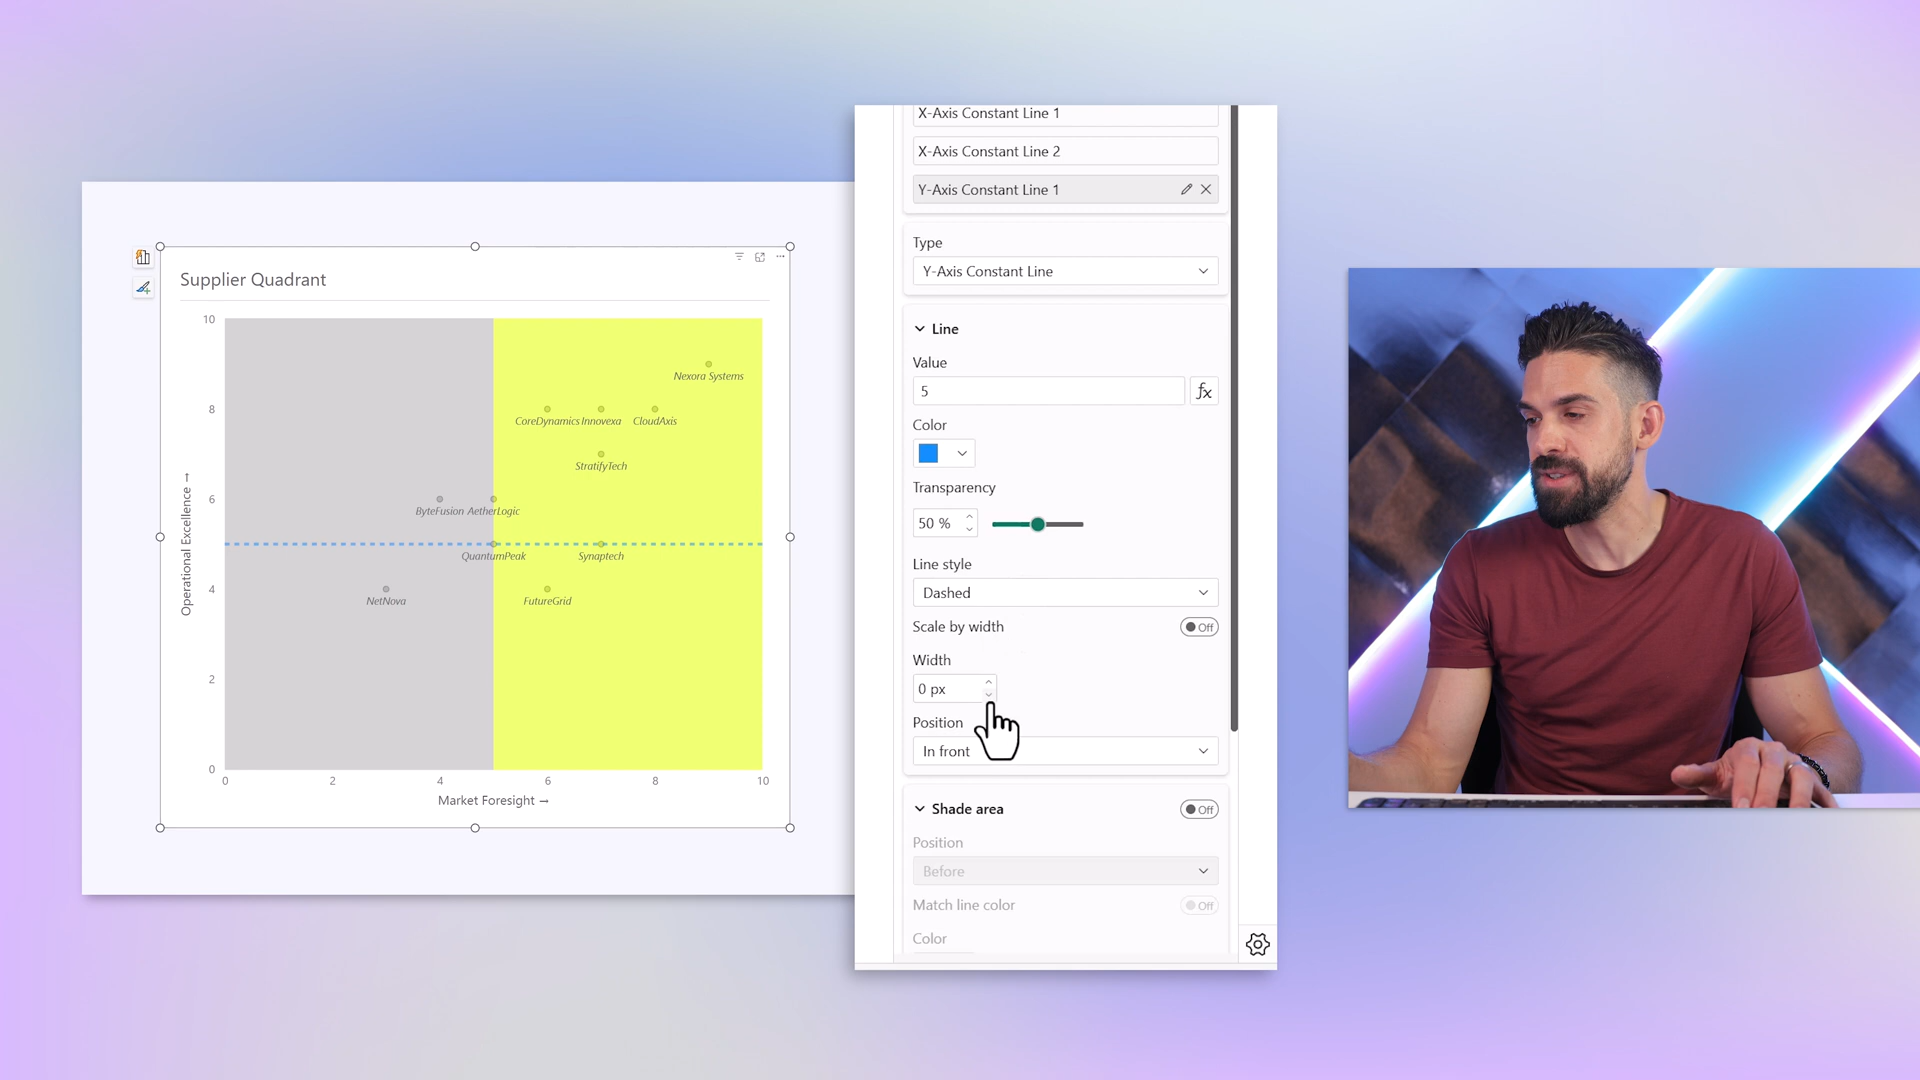 Supplier Quadrant
10
8
6
4
2
0
0 2 4 6 8 10
Operational Excellence →
Market Foresight →
Nexora Systems
CoreDynamics Innovexa CloudAxis
StratifyTech
ByteFusion AetherLogic
QuantumPeak Synaptech
NetNova FutureGrid
X-Axis Constant Line 1
X-Axis Constant Line 2
Y-Axis Constant Line 1
Type
Y-Axis Constant Line
Line
Value
5
fx
Color
Transparency
50 %
Line style
Dashed
Scale by width Off
Width
0 px
Position
In front
Shade area Off
Position
Before
Match line color Off
Color